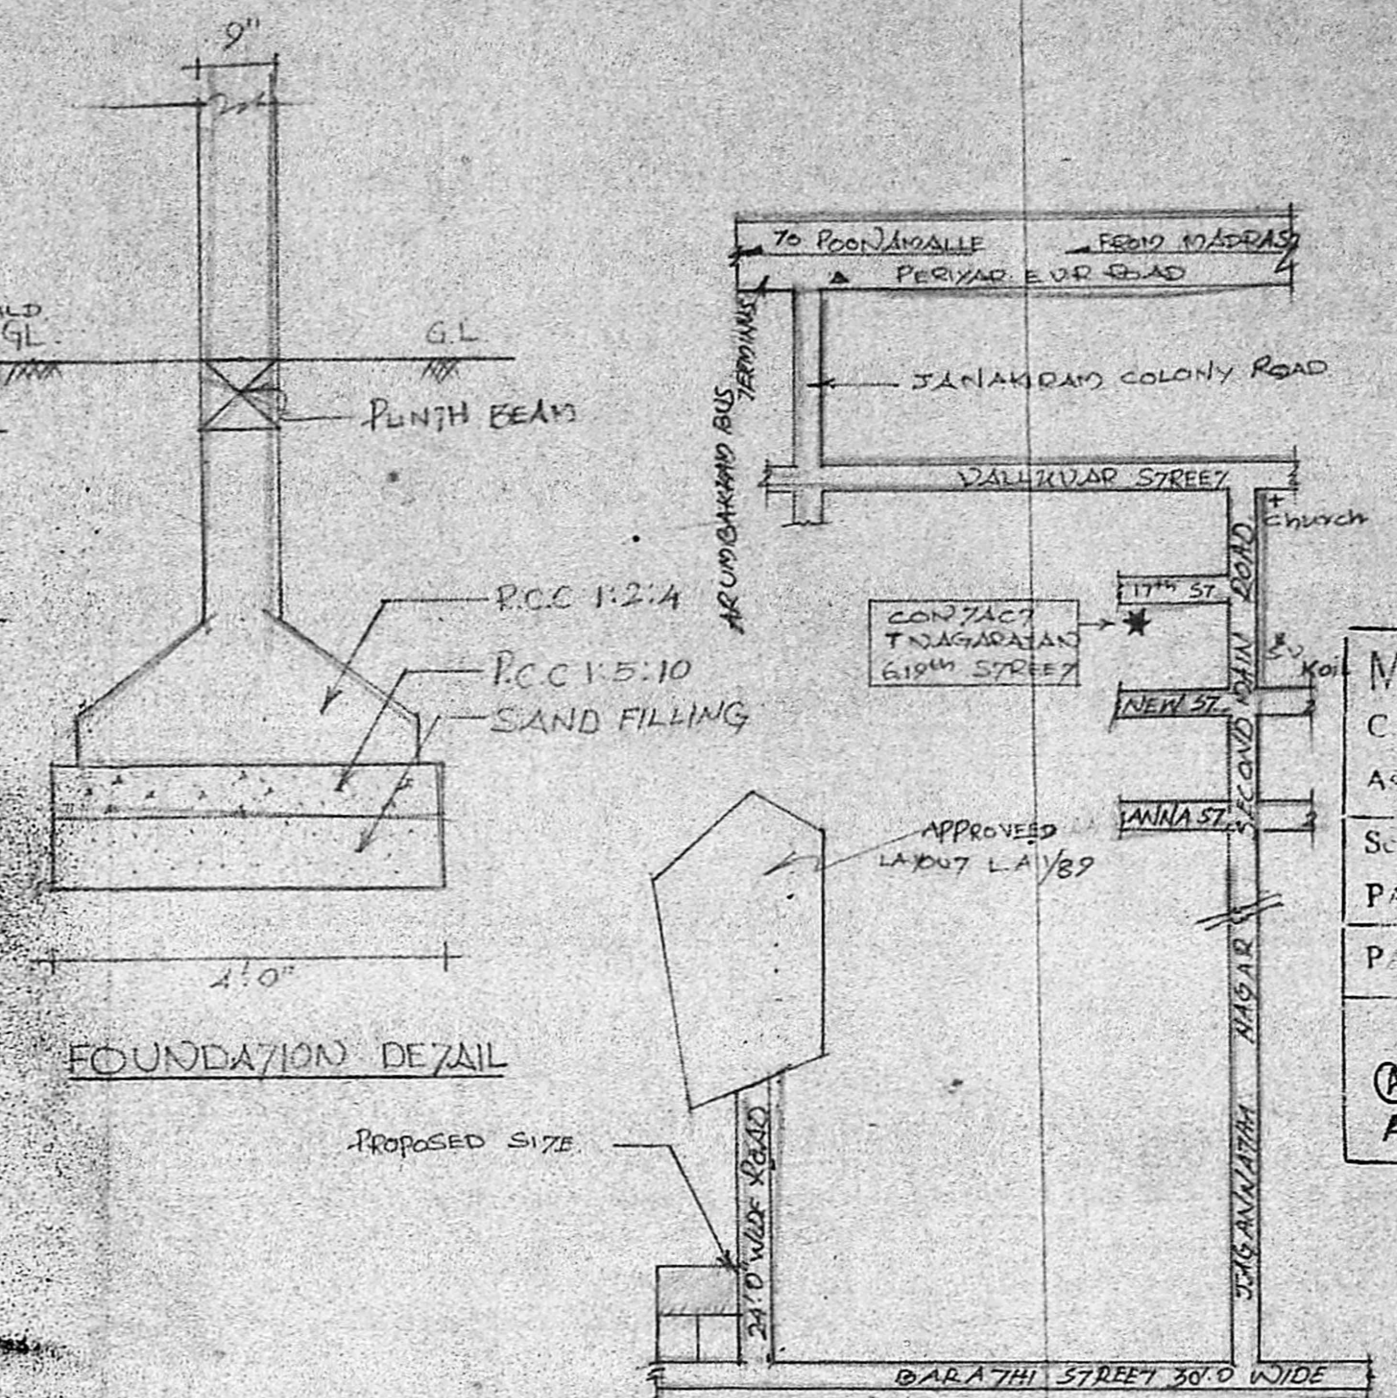 9"
GL.
G.L
PLINTH BEAM
P.C.C 1:2:4
P.C.C 1:5:10
SAND FILLING
4'.0"
FOUNDATION DETAIL
TO POONAMALLE
FROM MADRAS
PERIYAR E.V.R ROAD
ARUMBAKKAM BUS TERMINUS
JANAKIRAM COLONY ROAD
VALLUVAR STREET
Church
17th ST
CONTACT
T NAGARAJAN
6.19th STREET
Koil
NEW ST.
ANNA ST.
SECOND MAIN ROAD
APPROVEED
LAYOUT L.A 1/89
JAGANNATHA NAGAR
PROPOSED SITE.
24'.0" WIDE ROAD
BARATHI STREET 30'.0 WIDE